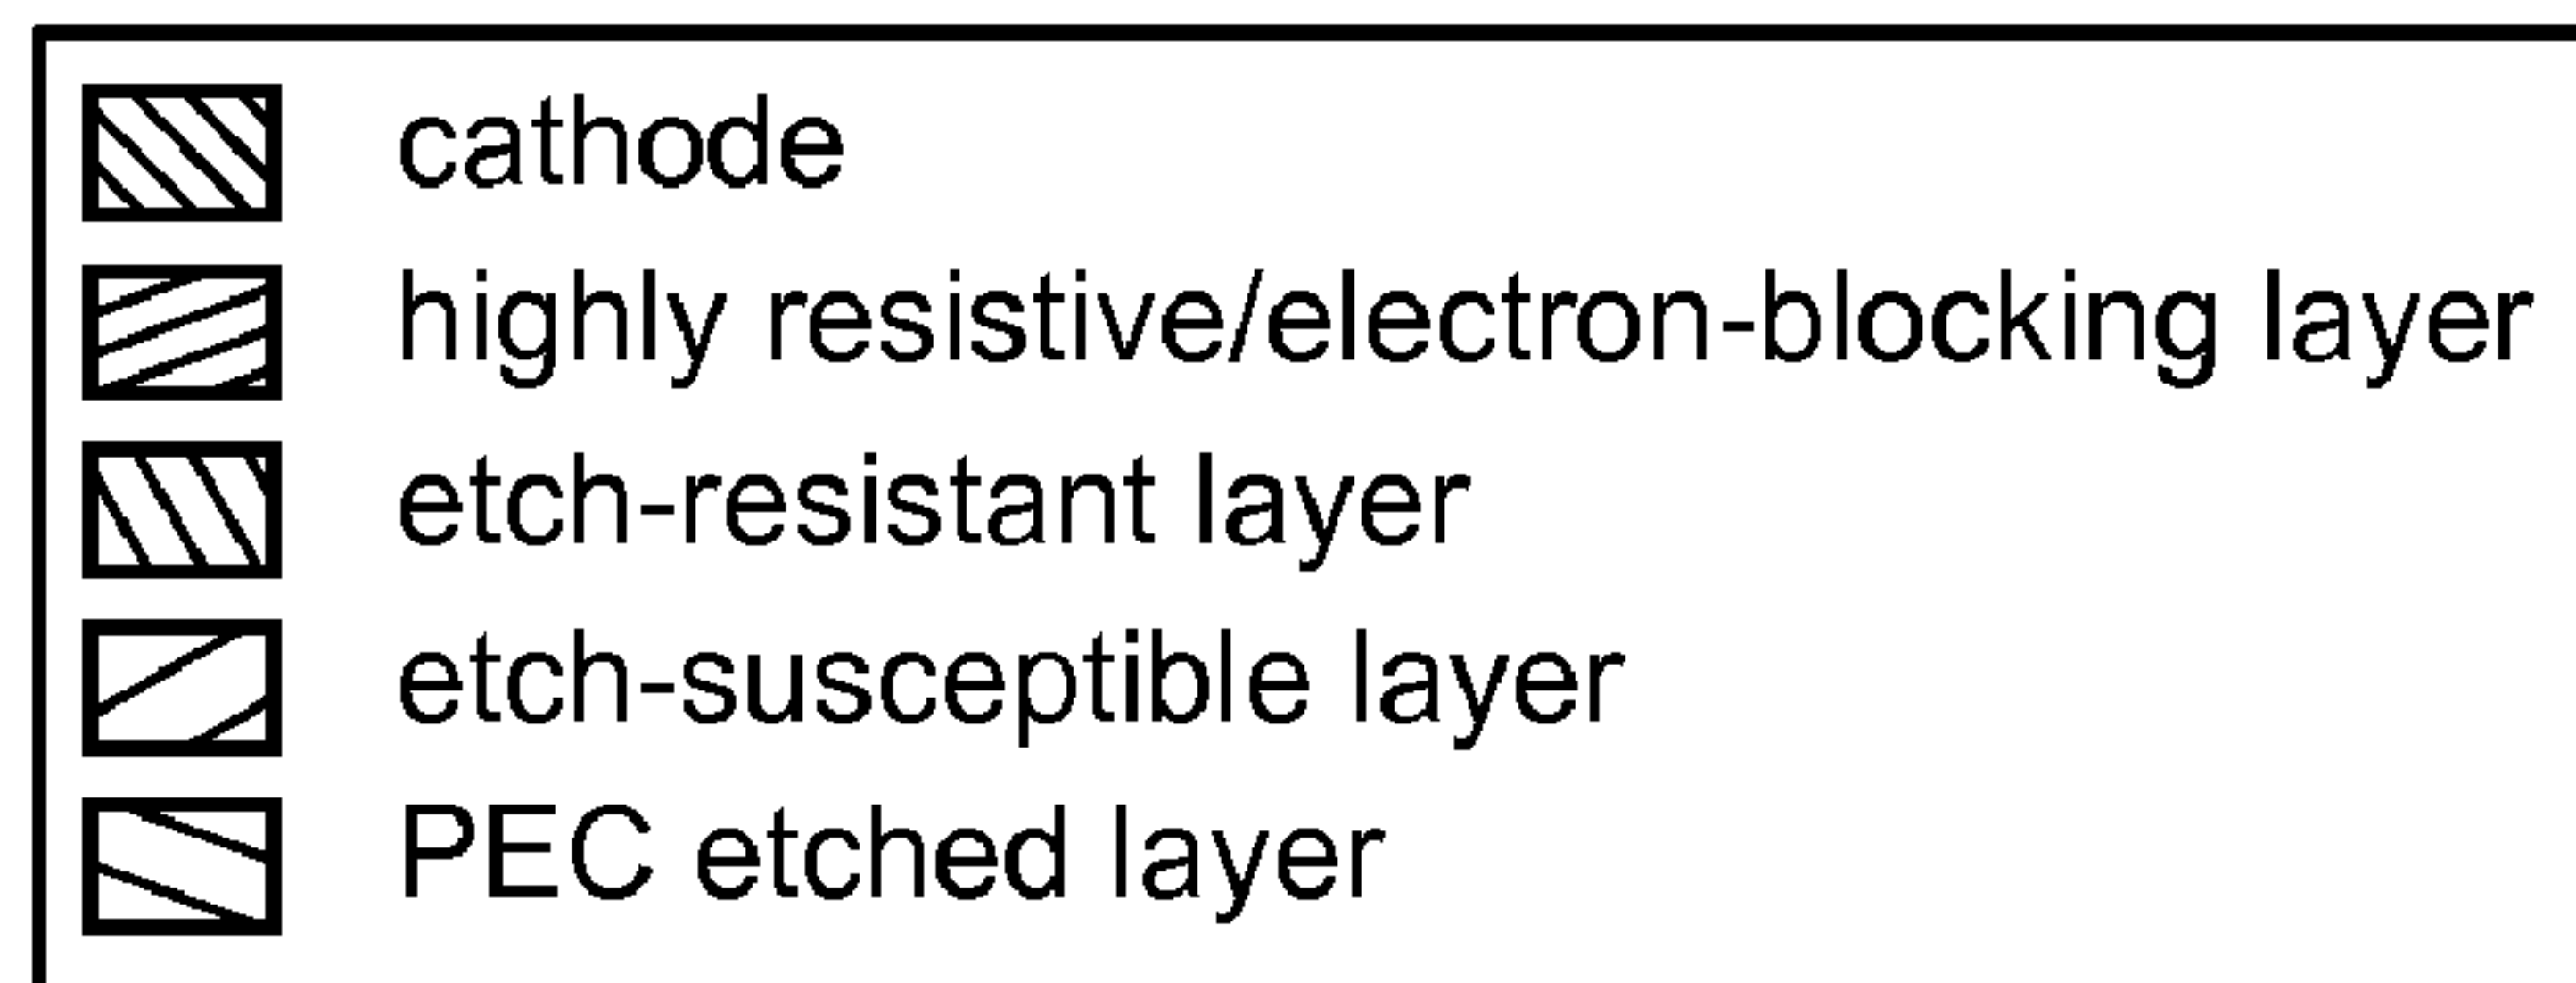 cathode
highly resistive/electron-blocking layer
etch-resistant layer
etch-susceptible layer
PEC etched layer